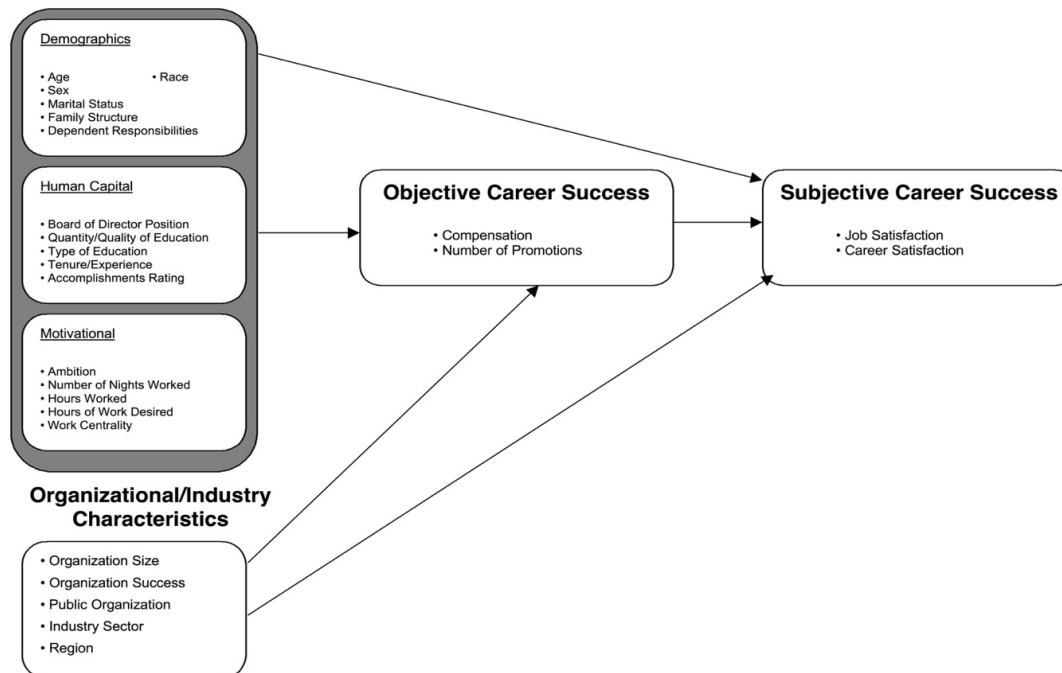 Demographics
• Age • Race
• Sex
• Marital Status
• Family Structure
• Dependent Responsibilities
Human Capital
• Board of Director Position
• Quantity/Quality of Education
• Type of Education
• Tenure/Experience
• Accomplishments Rating
Motivational
• Ambition
• Number of Nights Worked
• Hours Worked
• Hours of Work Desired
• Work Centrality
Objective Career Success
• Compensation
• Number of Promotions
Subjective Career Success
• Job Satisfaction
• Career Satisfaction
Organizational/Industry
Characteristics
• Organization Size
• Organization Success
• Public Organization
• Industry Sector
• Region